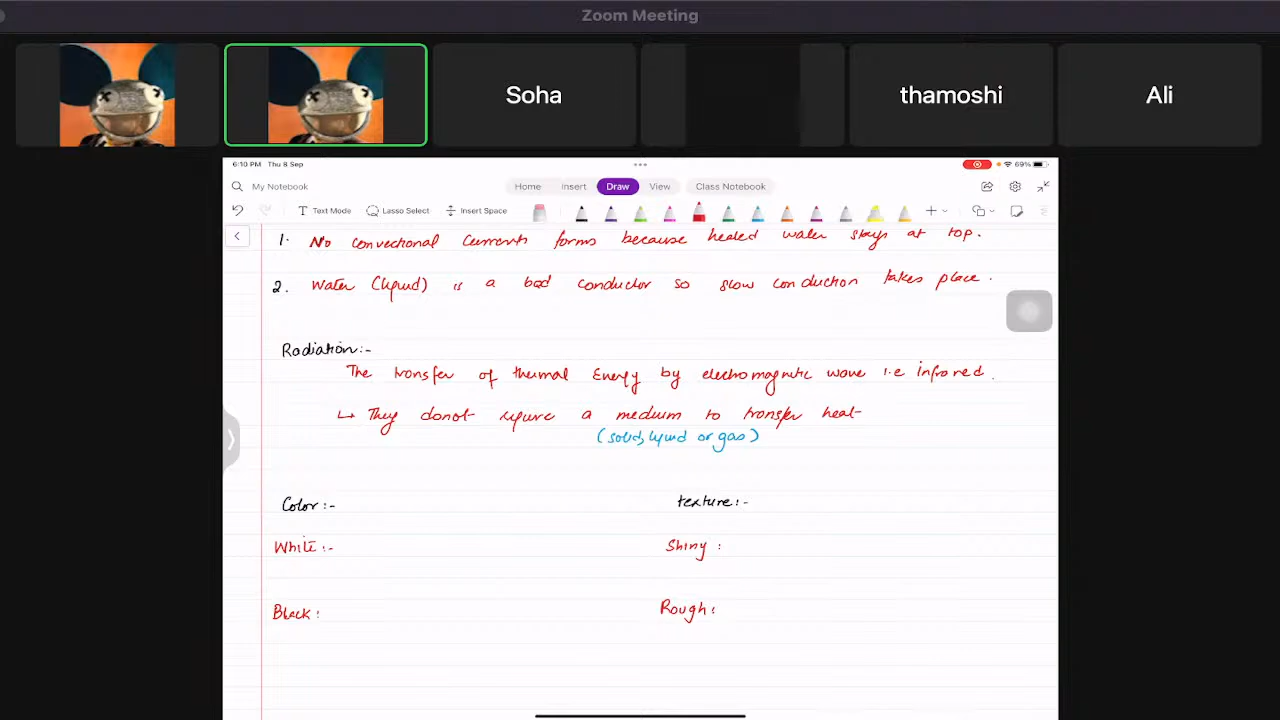 Zoom Meeting
Soha
thamoshi
Ali
6:10 PM Thu 8 Sep
69%
My Notebook
Home Insert Draw View Class Notebook
Text Mode Lasso Select Insert Space
1. No convectional currents forms because heated water stays at top.
2. Water (liquid) is a bad conductor so slow conduction takes place.
Radiation:-
The transfer of thermal Energy by electromagnetic wave i.e infrared.
↳ They donot require a medium to transfer heat
(solid, liquid or gas)
Color:- texture:-
White:- Shiny :
Black: Rough: